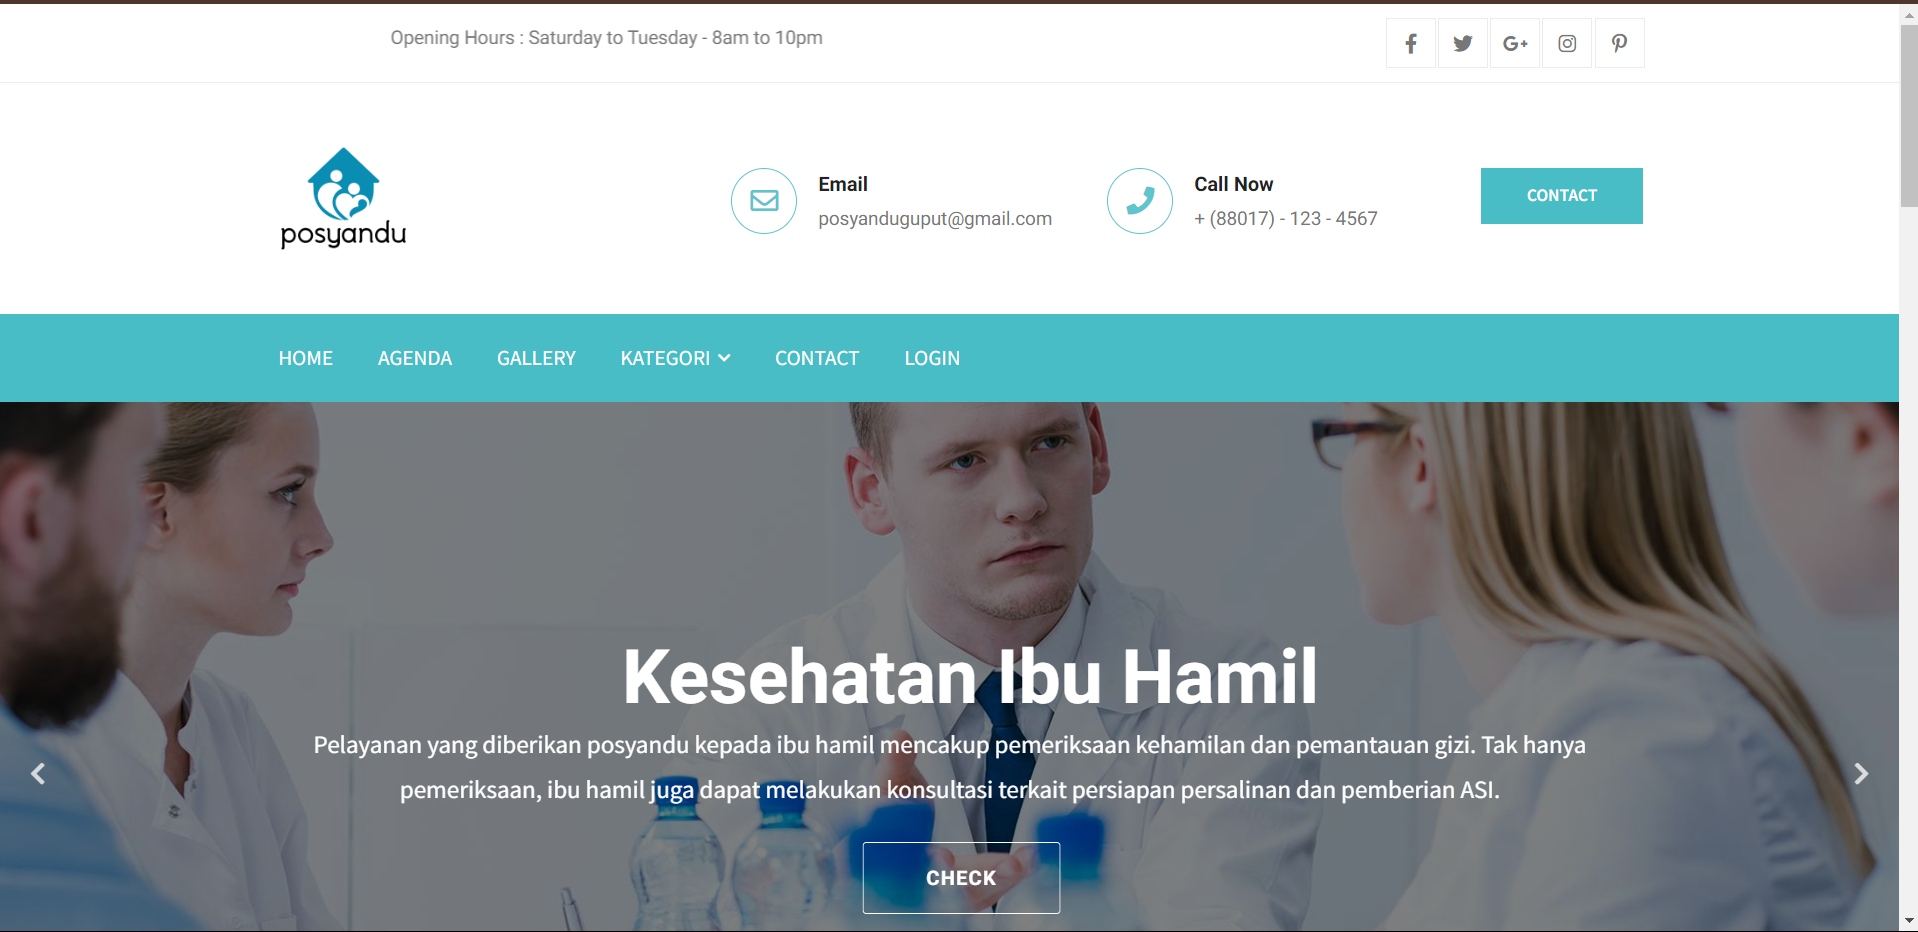 Opening Hours : Saturday to Tuesday - 8am to 10pm
posyandu
Email
posyanduguput@gmail.com
Call Now
+ (88017) - 123 - 4567
CONTACT
HOME AGENDA GALLERY KATEGORI CONTACT LOGIN
Kesehatan Ibu Hamil
Pelayanan yang diberikan posyandu kepada ibu hamil mencakup pemeriksaan kehamilan dan pemantauan gizi. Tak hanya
pemeriksaan, ibu hamil juga dapat melakukan konsultasi terkait persiapan persalinan dan pemberian ASI.
CHECK